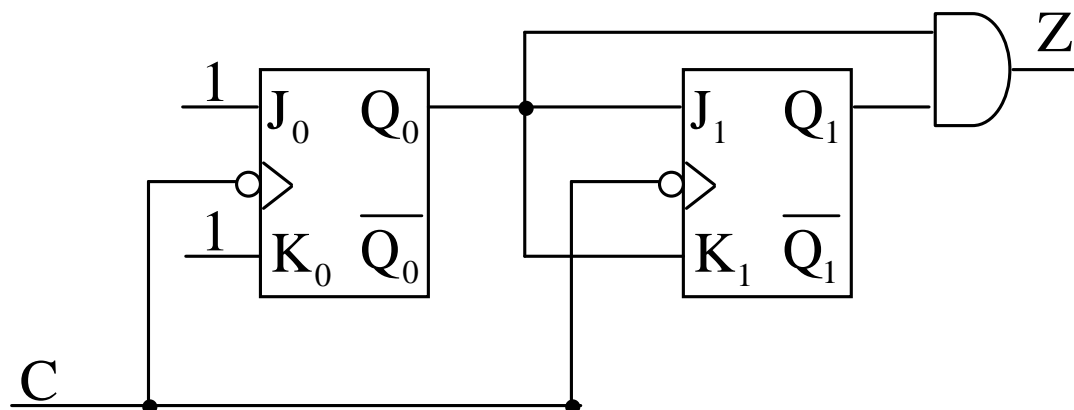 Z
1
J₀ Q₀
J₁ Q₁
1
K₀ Q̅₀
K₁ Q̅₁
C